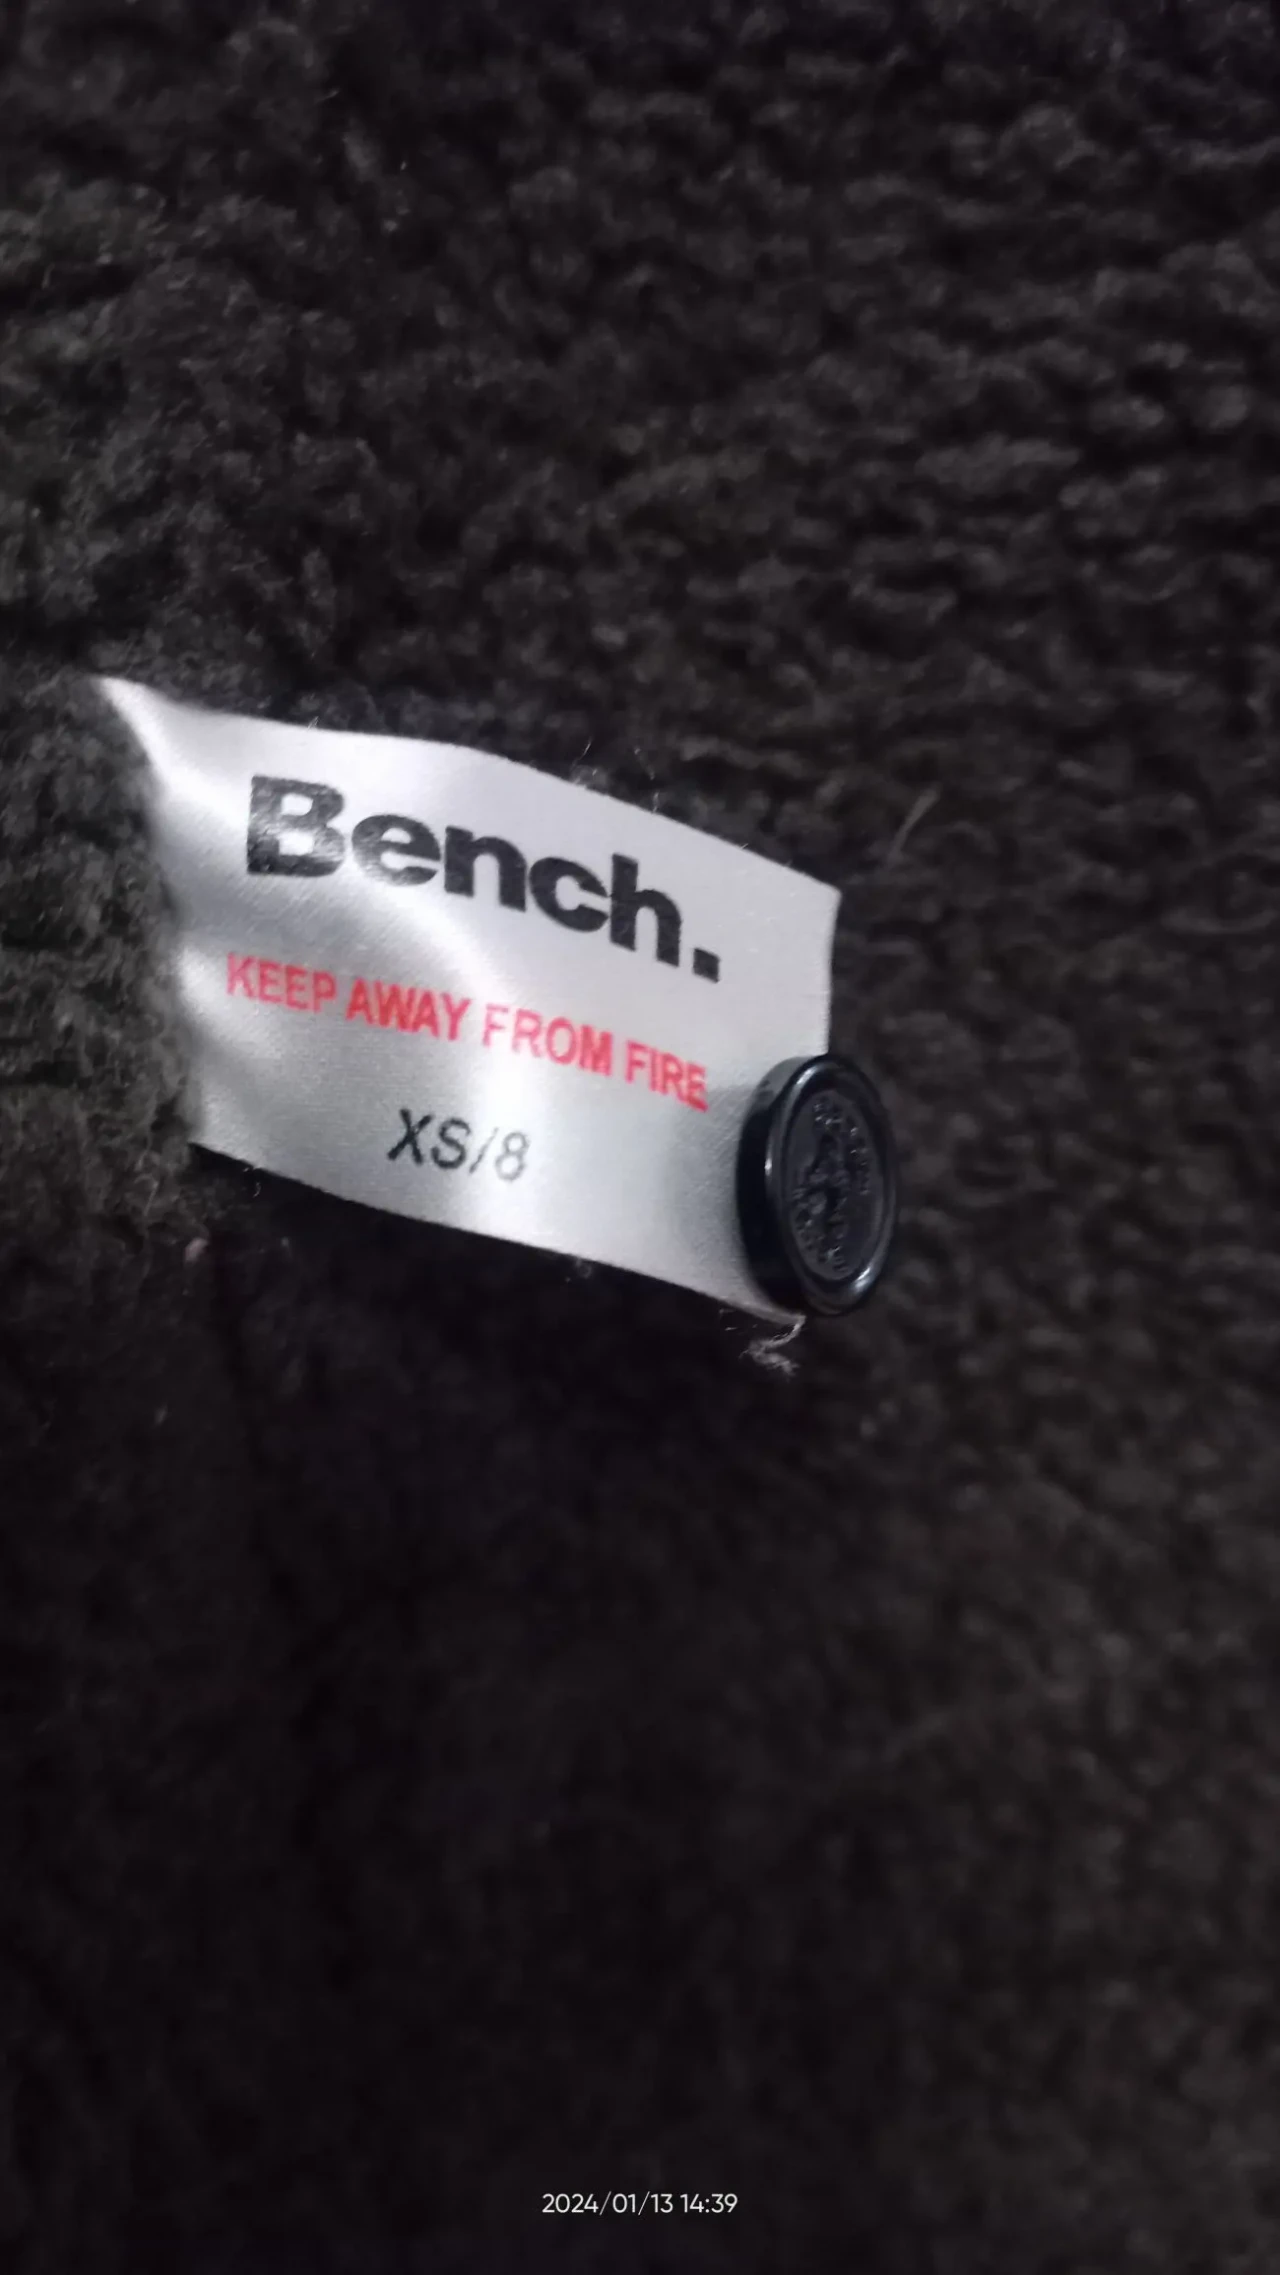 Bench.
KEEP AWAY FROM FIRE
XS/8
2024/01/13 14:39